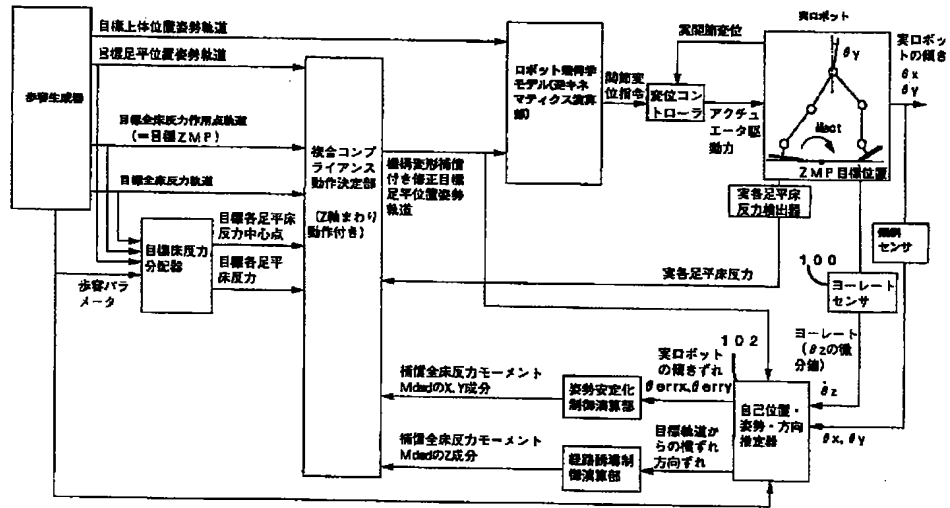 目標上体位置姿勢軌道
目標足平位置姿勢軌道
歩容生成器
目標全床反力作用点軌道
(=目標ZMP)
目標全床反力軌道
目標床反力
分配器
歩容パラ
メータ
目標各足平床
反力中心点
目標各足平
床反力
複合コンプ
ライアンス
動作決定部
(Z軸まわり
動作付き)
機構変形補償
付き修正目標
足平位置姿勢
軌道
ロボット幾何学
モデル(逆キネ
マティクス演算
部)
関節変
位指令
実関節変位
変位コント
ローラ
アクチュ
エータ駆
動力
実ロボット
θy
Mact
ZMP目標位置
実ロボッ
トの傾き
θx
θy
実各足平床
反力検出器
実各足平床反力
傾斜
センサ
100
ヨーレート
センサ
ヨーレート
(θzの微
分値)
θ̇z
θx, θy
102
自己位置・
姿勢・方向
推定器
実ロボット
の傾きずれ
θerrx,θerry
目標軌道か
らの横ずれ
方向ずれ
姿勢安定化
制御演算部
経路誘導制
御演算部
補償全床反力モーメント
MdmdのX,Y成分
補償全床反力モーメント
MdmdのZ成分